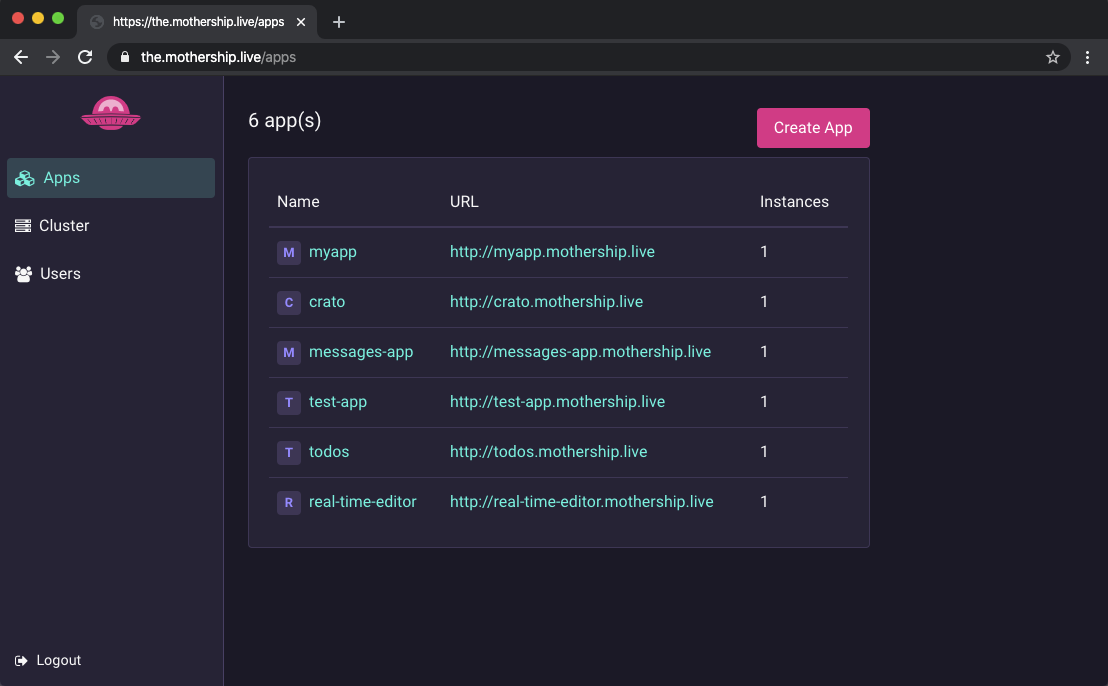 https://the.mothership.live/apps
the.mothership.live/apps
Apps
Cluster
Users
Logout
6 app(s)
Create App
Name URL Instances
M myapp http://myapp.mothership.live 1
C crato http://crato.mothership.live 1
M messages-app http://messages-app.mothership.live 1
T test-app http://test-app.mothership.live 1
T todos http://todos.mothership.live 1
R real-time-editor http://real-time-editor.mothership.live 1